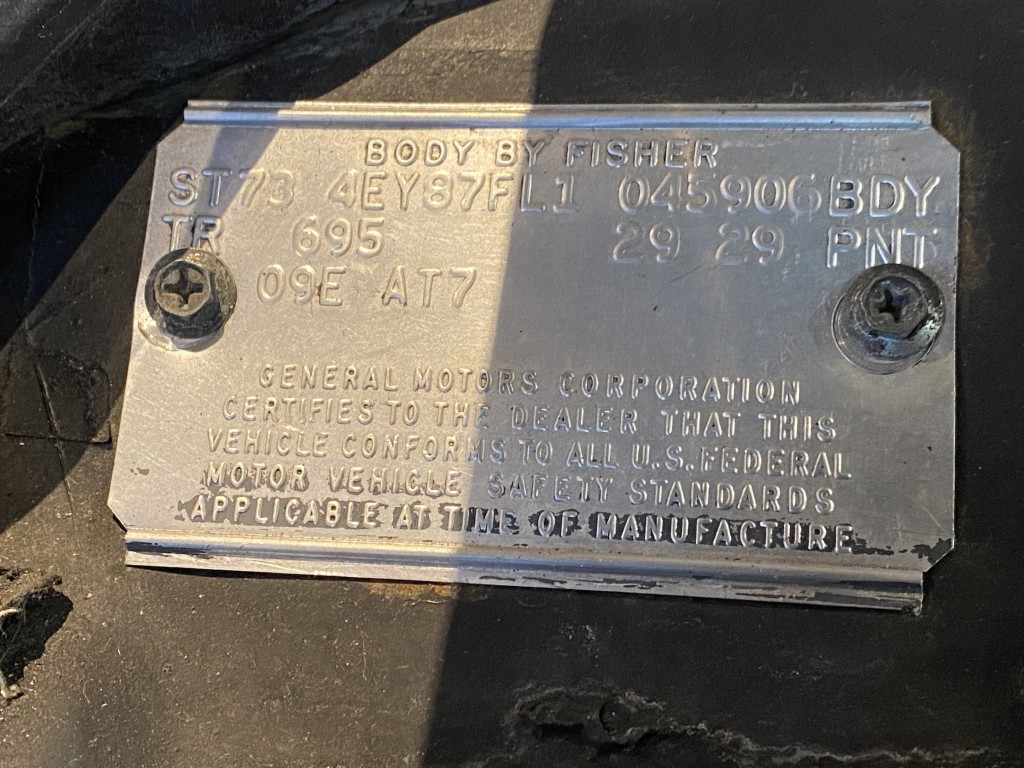 BODY BY FISHER
ST73 4EY87FL1 045906BDY
TR 695 29 29 PNT
09E AT7
GENERAL MOTORS CORPORATION
CERTIFIES TO THE DEALER THAT THIS
VEHICLE CONFORMS TO ALL U.S. FEDERAL
MOTOR VEHICLE SAFETY STANDARDS
APPLICABLE AT TIME OF MANUFACTURE